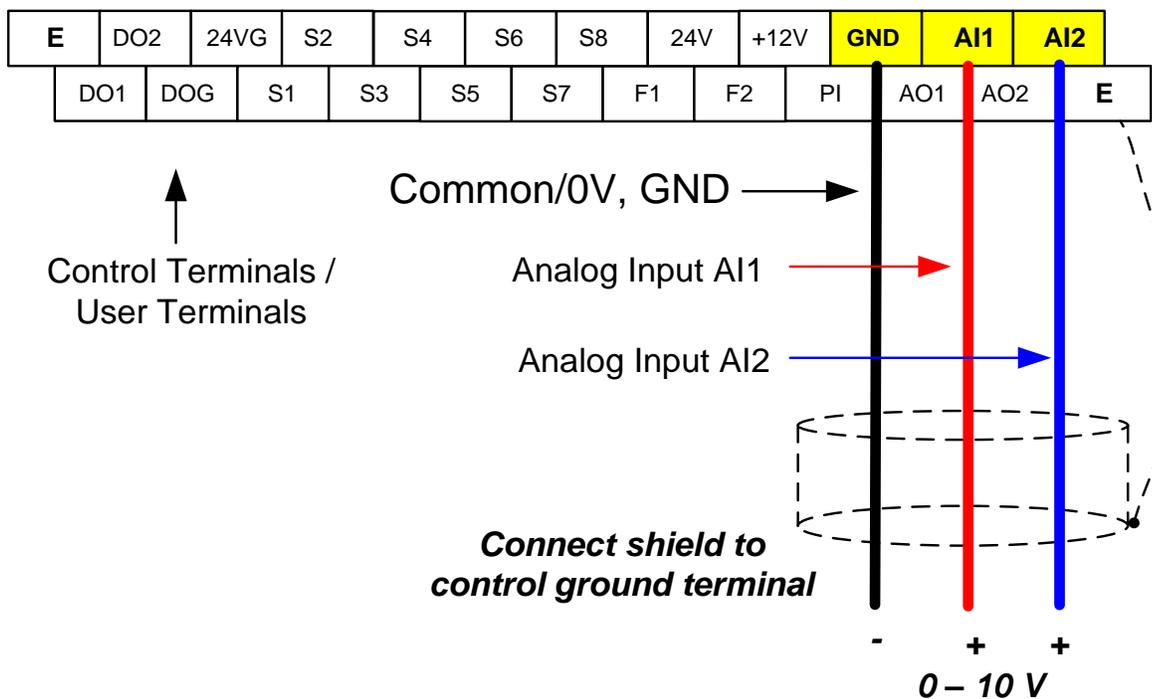 E DO2 24VG S2 S4 S6 S8 24V +12V GND AI1 AI2
DO1 DOG S1 S3 S5 S7 F1 F2 PI AO1 AO2 E
Common/0V, GND
Control Terminals /
User Terminals
Analog Input AI1
Analog Input AI2
Connect shield to
control ground terminal
- + +
0 – 10 V